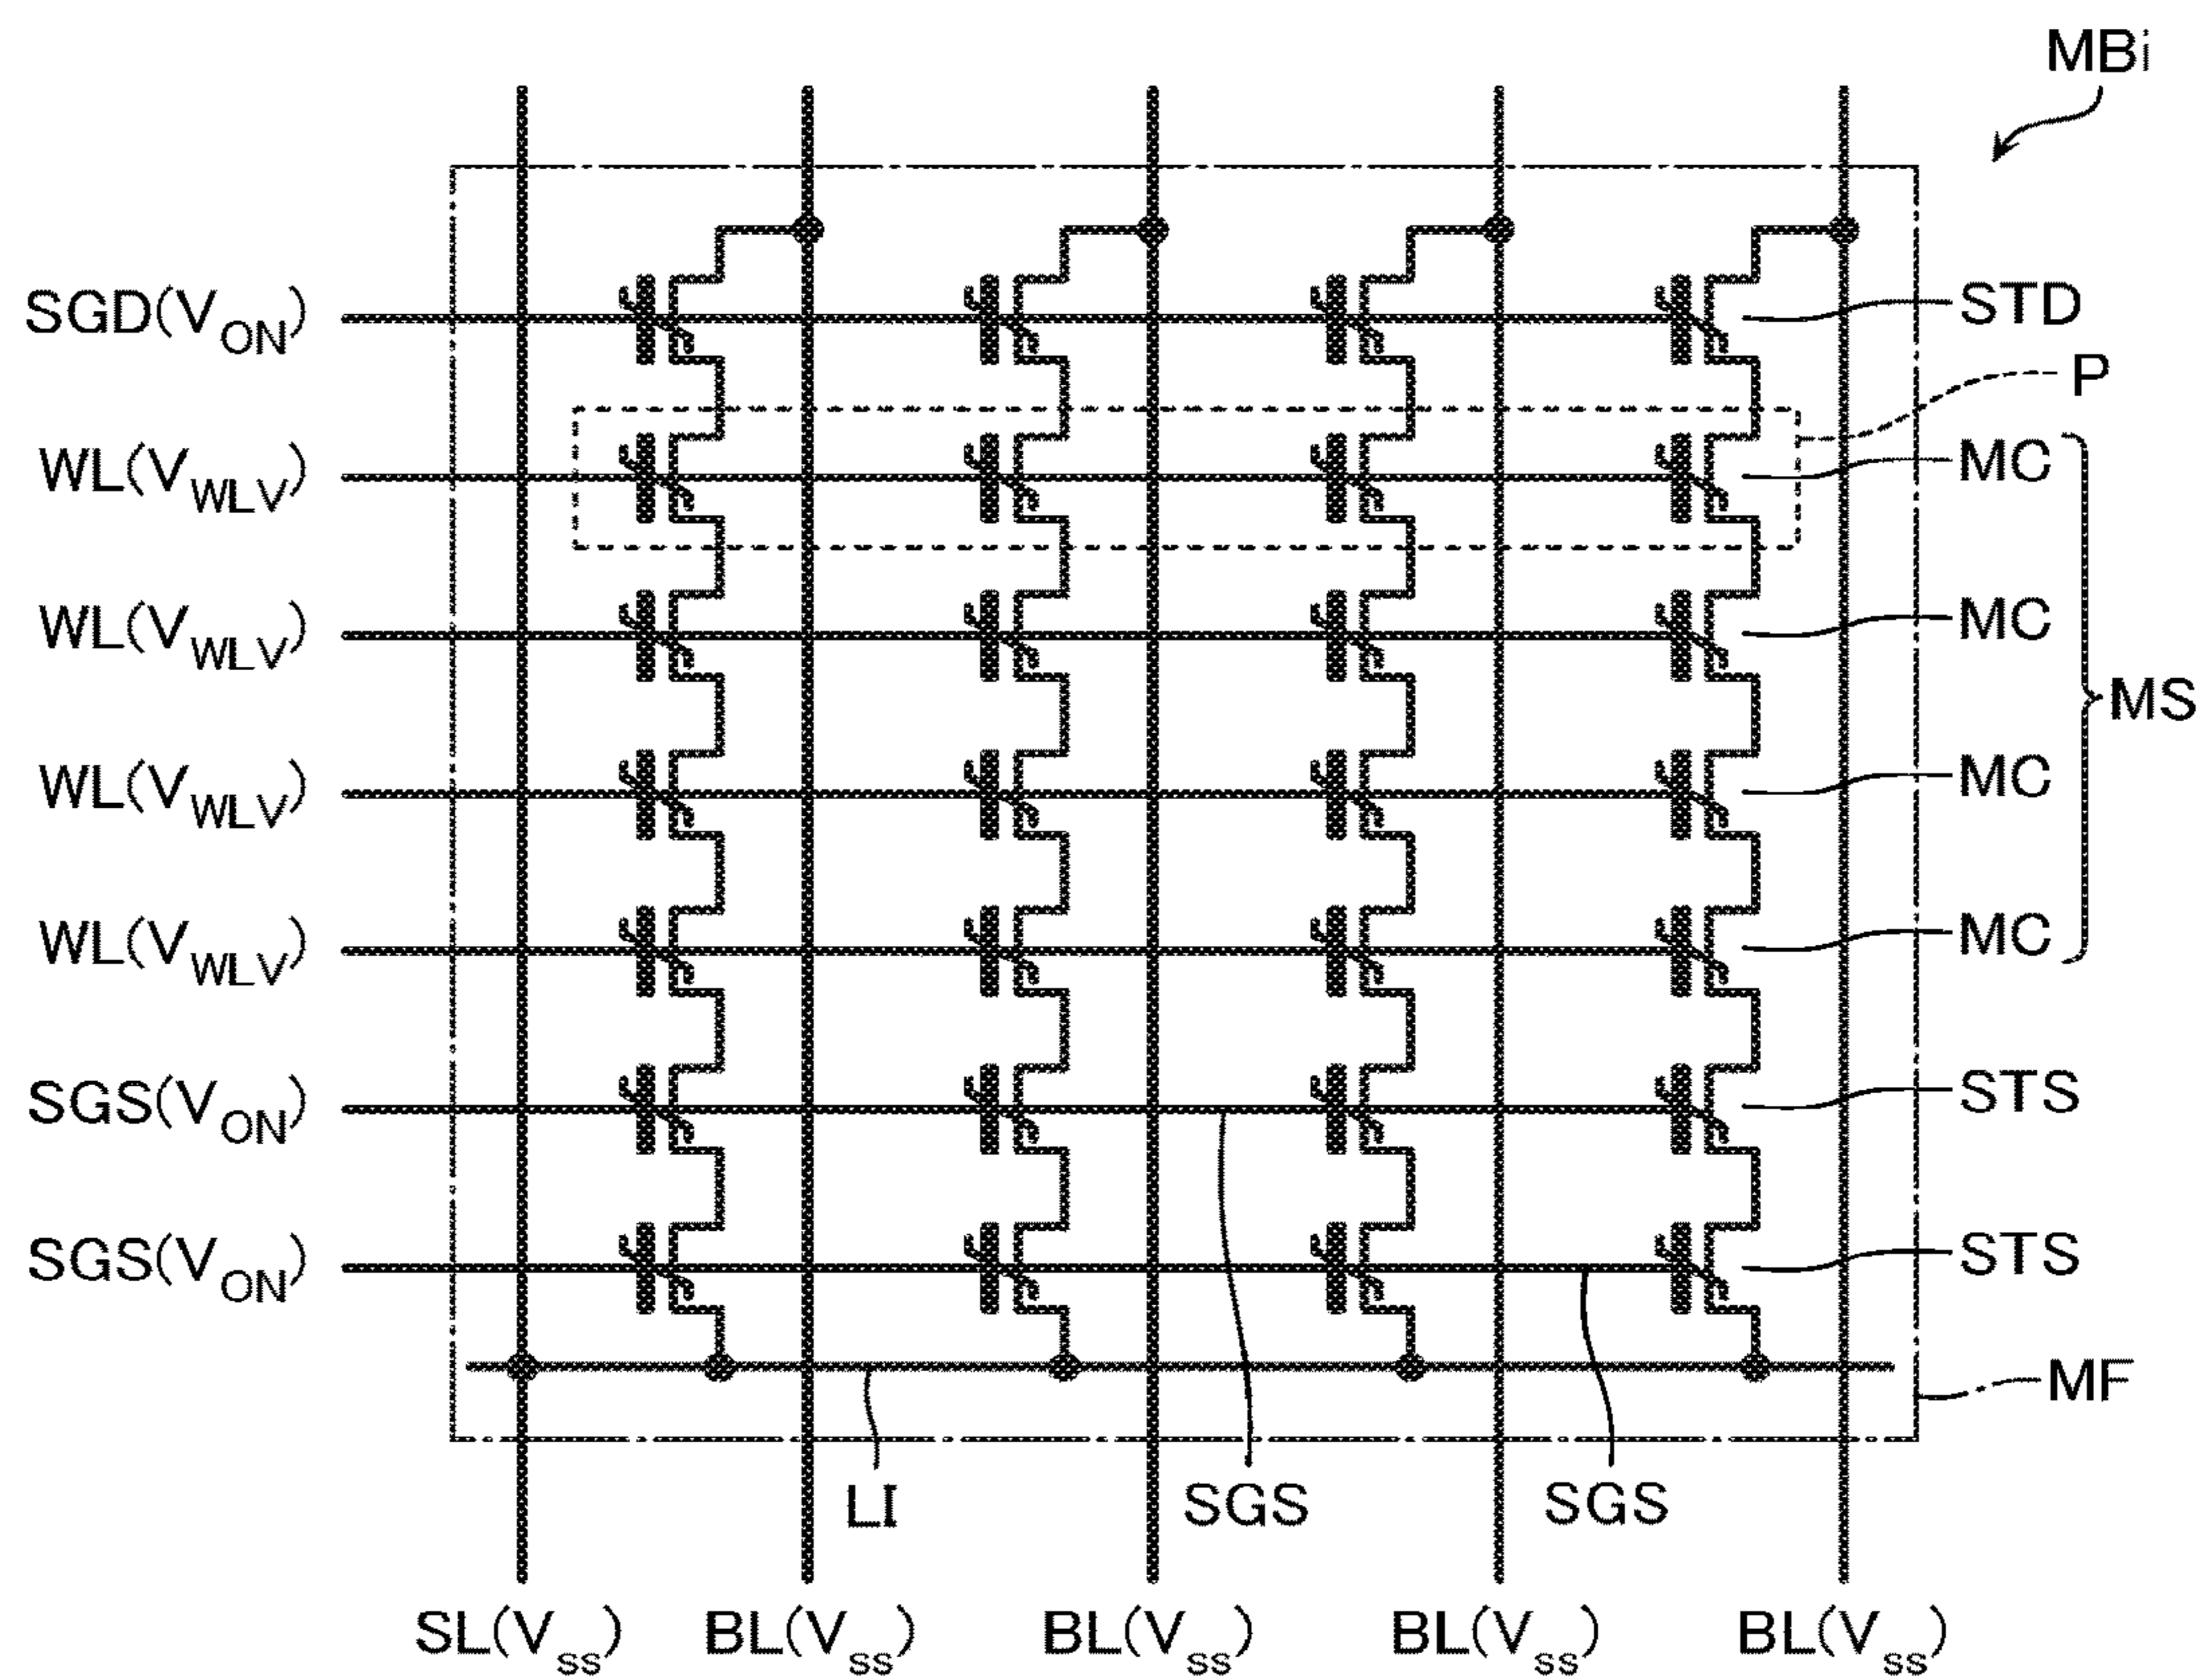 MBi
SGD(VON) STD
P
WL(VWLV) MC
WL(VWLV) MC
MS
WL(VWLV) MC
WL(VWLV) MC
SGS(VON) STS
SGS(VON) STS
MF
LI SGS SGS
SL(Vss) BL(Vss) BL(Vss) BL(Vss) BL(Vss)